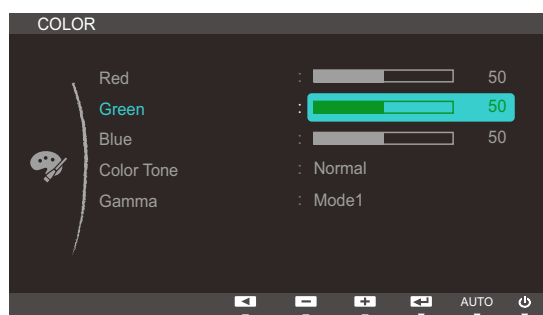 COLOR
Red : 50
Green : 50
Blue : 50
Color Tone : Normal
Gamma : Mode1
AUTO